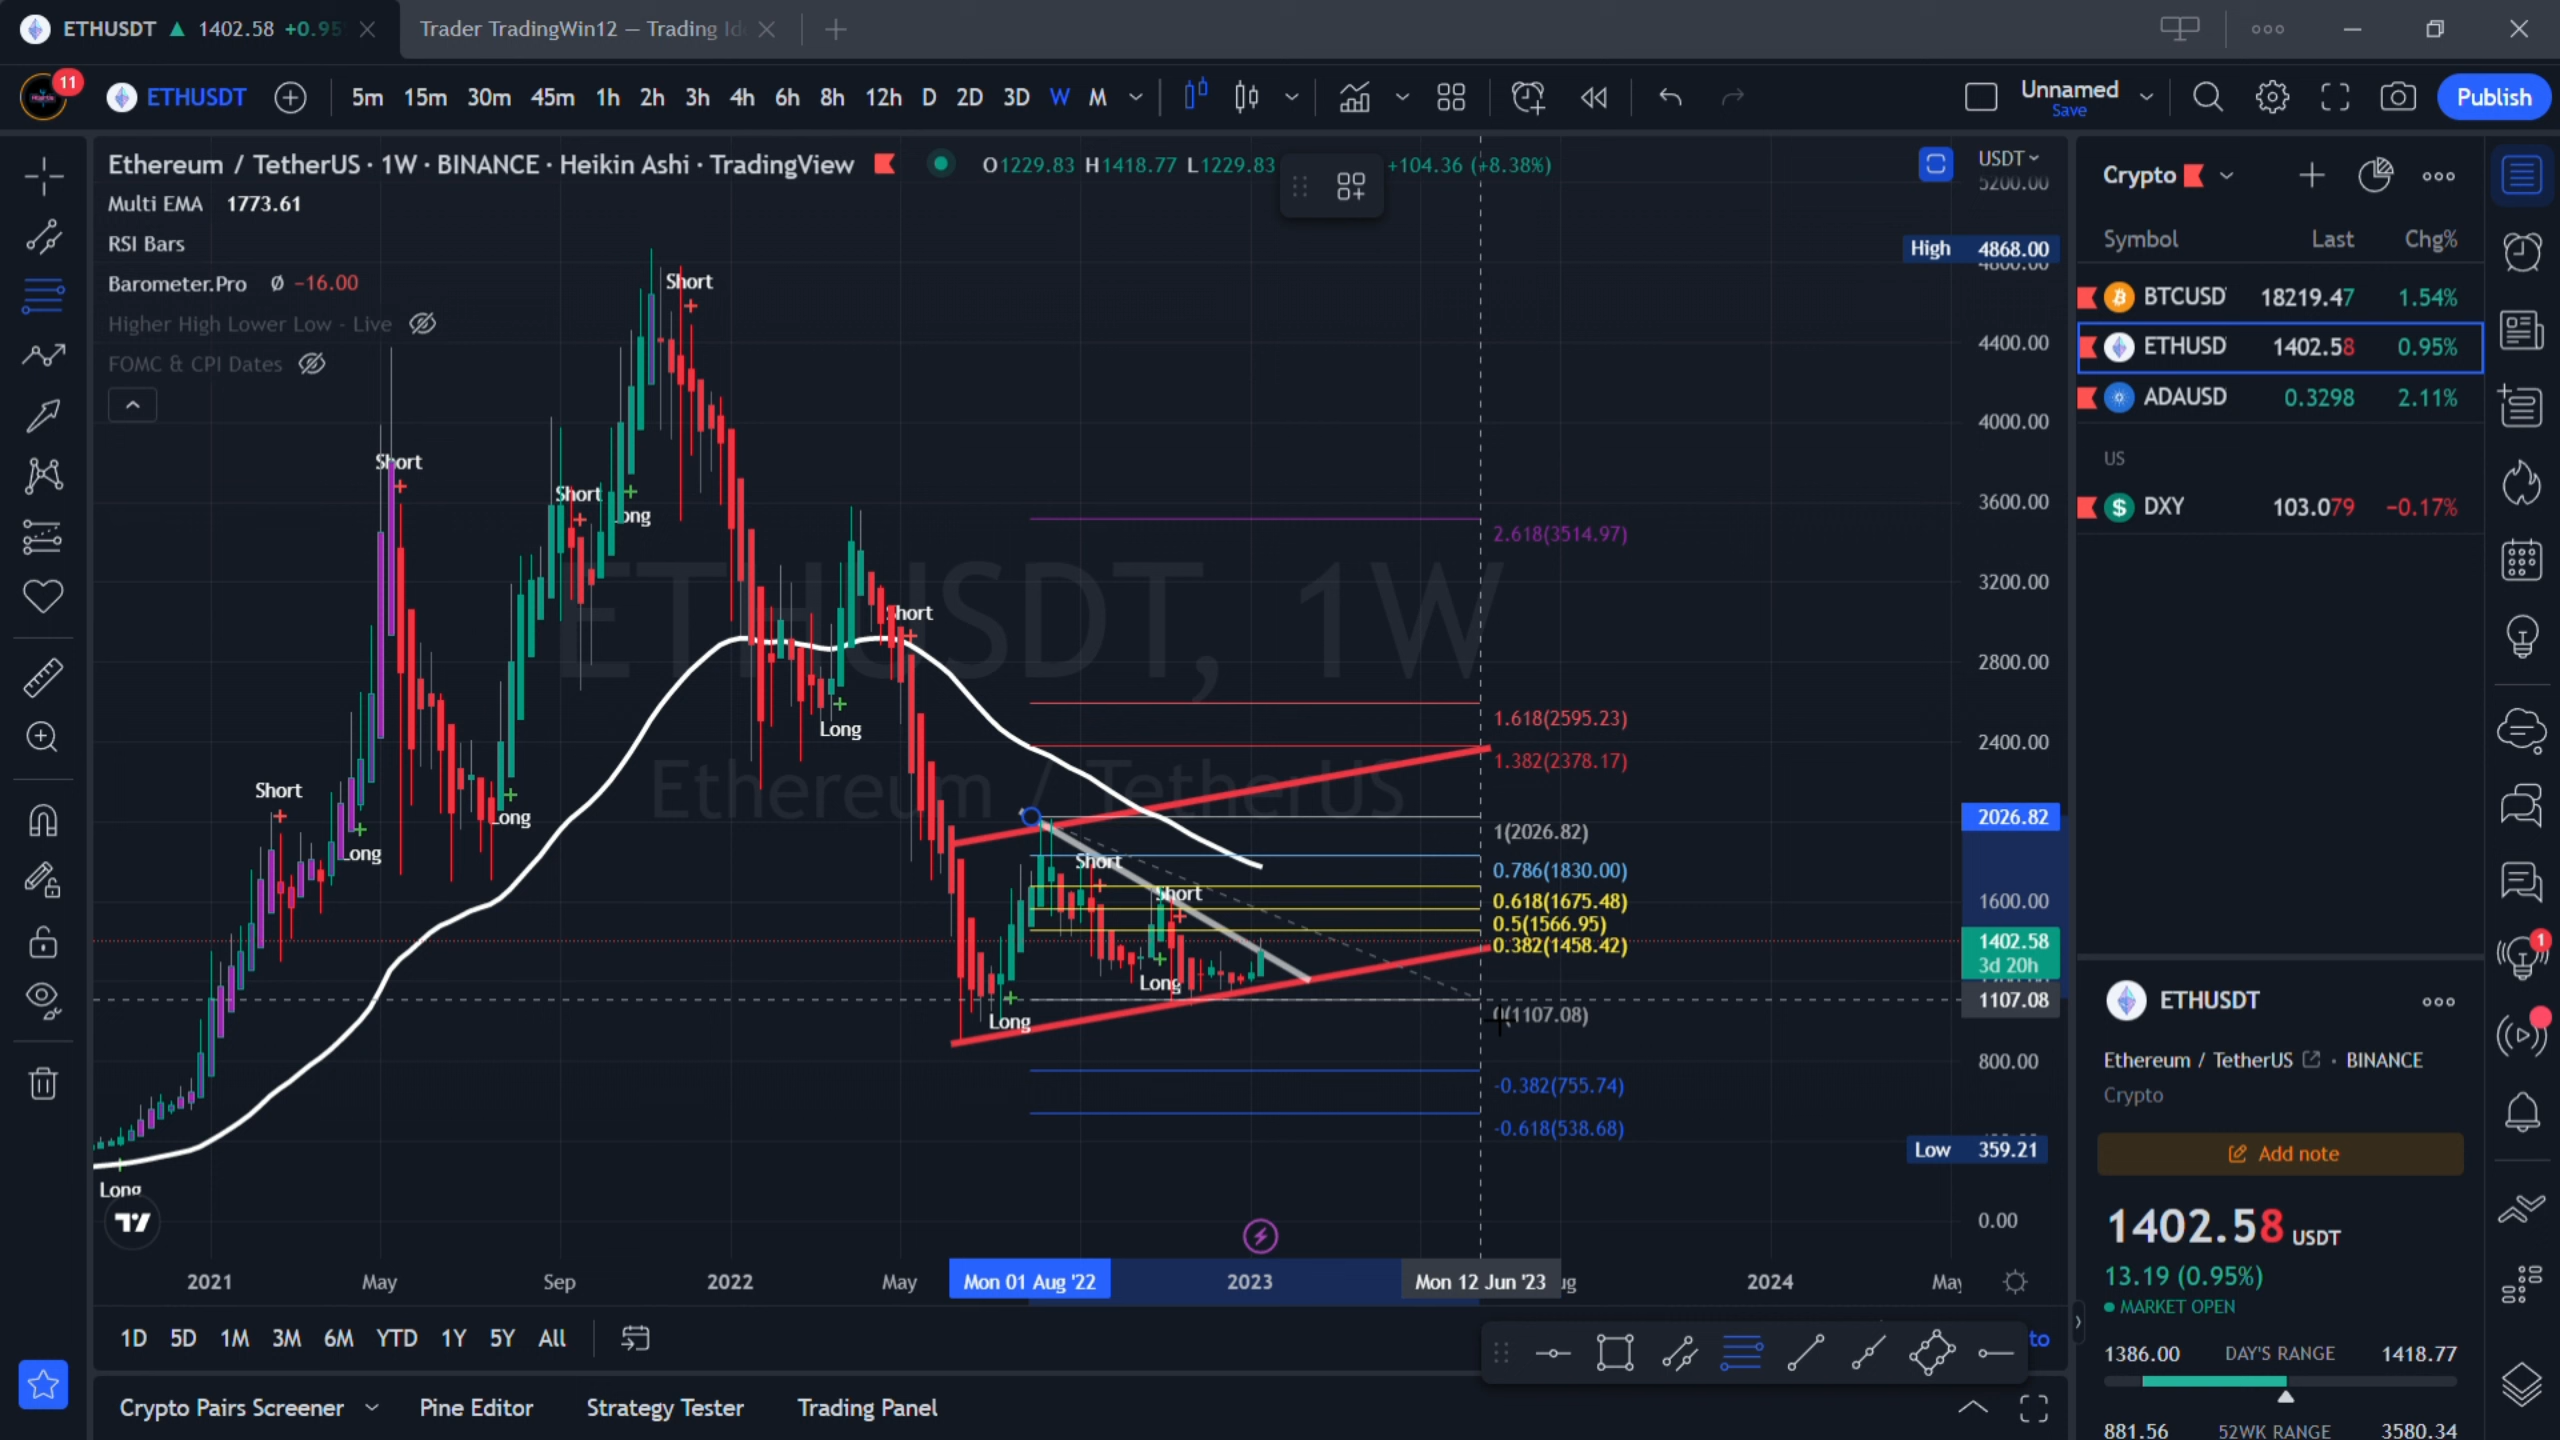 ETHUSDT ▲ 1402.58 +0.95
Trader TradingWin12 — Trading Id
11
ETHUSDT
5m 15m 30m 45m 1h 2h 3h 4h 6h 8h 12h D 2D 3D W M
Unnamed
Save
Publish
Ethereum / TetherUS · 1W · BINANCE · Heikin Ashi · TradingView
O1229.83 H1418.77 L1229.83 +104.36 (+8.38%)
Multi EMA 1773.61
RSI Bars
Barometer.Pro Ø −16.00
Higher High Lower Low - Live
FOMC & CPI Dates
USDT
5200.00
High 4868.00
4800.00
4400.00
4000.00
3600.00
3200.00
2800.00
2400.00
2026.82
1600.00
1402.58
3d 20h
1107.08
800.00
Low 359.21
0.00
ETHUSDT, 1W
Ethereum / TetherUS
Short
Short
Short
Short
Short
Short
Short
Long
Long
Long
Long
Long
Long
Long
2.618(3514.97)
1.618(2595.23)
1.382(2378.17)
1(2026.82)
0.786(1830.00)
0.618(1675.48)
0.5(1566.95)
0.382(1458.42)
0(1107.08)
-0.382(755.74)
-0.618(538.68)
2021 May Sep 2022 May Mon 01 Aug '22 2023 Mon 12 Jun '23 ug 2024 May
1D 5D 1M 3M 6M YTD 1Y 5Y All
to
Crypto Pairs Screener Pine Editor Strategy Tester Trading Panel
Crypto
Symbol Last Chg%
BTCUSD 18219.47 1.54%
ETHUSD 1402.58 0.95%
ADAUSD 0.3298 2.11%
US
DXY 103.079 −0.17%
1
ETHUSDT
Ethereum / TetherUS · BINANCE
Crypto
Add note
1402.58 USDT
13.19 (0.95%)
MARKET OPEN
1386.00 DAY'S RANGE 1418.77
881.56 52WK RANGE 3580.34